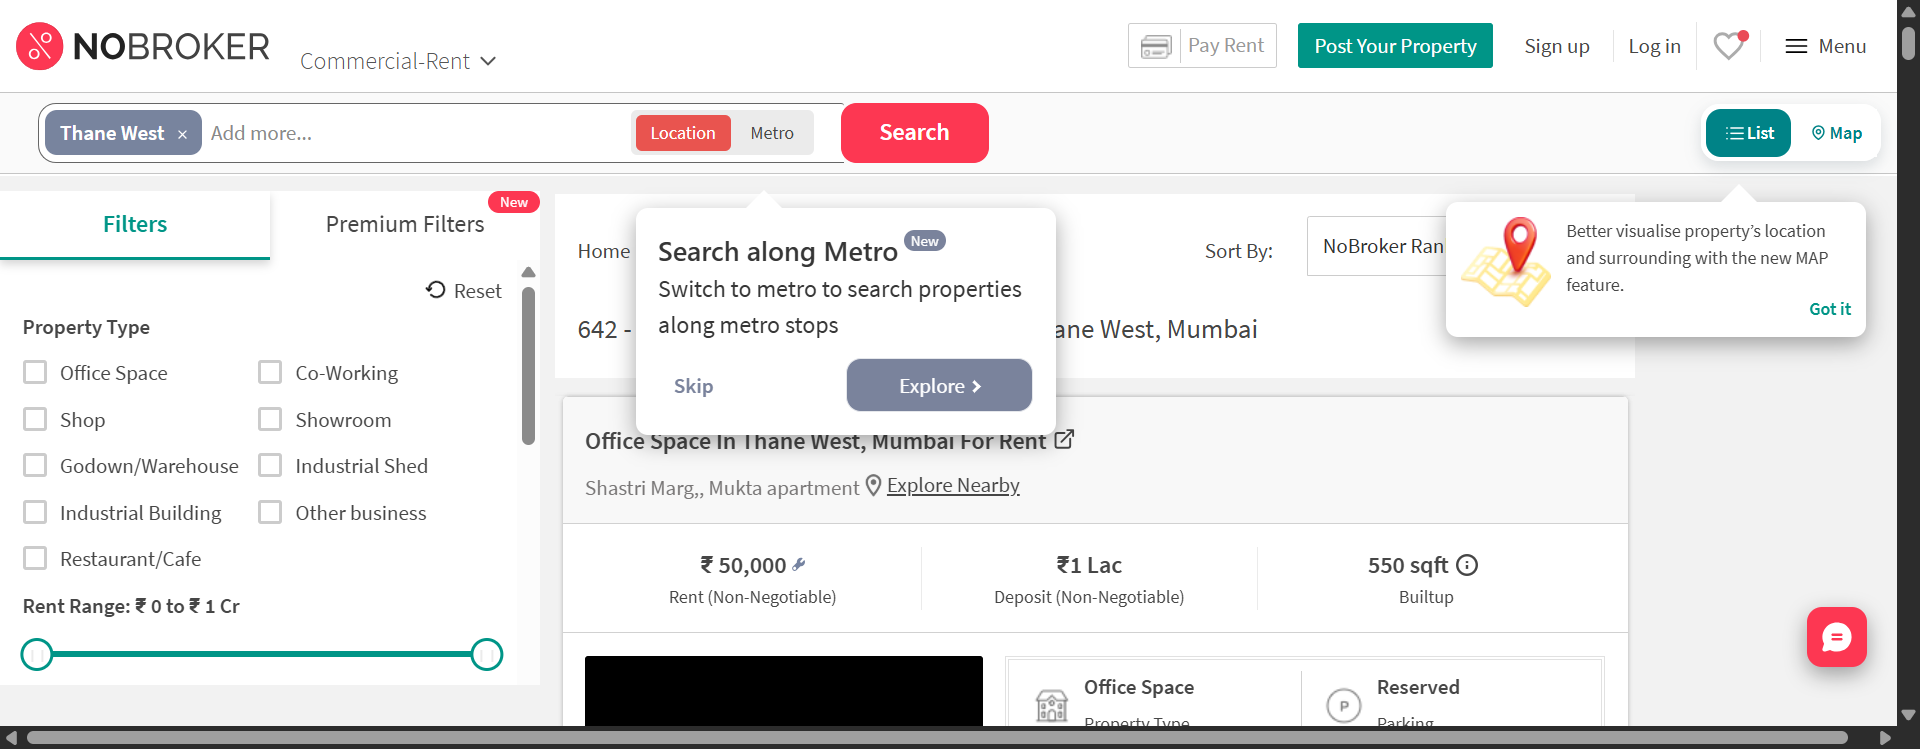 NOBROKER
Commercial-Rent
Pay Rent
Post Your Property
Sign up
Log in
Menu
Thane West ×
Add more...
Location
Metro
Search
List
Map
Filters
Premium Filters
New
Reset
Property Type
Office Space
Co-Working
Shop
Showroom
Godown/Warehouse
Industrial Shed
Industrial Building
Other business
Restaurant/Cafe
Rent Range: ₹ 0 to ₹ 1 Cr
Home
Sort By:
NoBroker Ran
642 -
ane West, Mumbai
Search along Metro New
Switch to metro to search properties
along metro stops
Skip
Explore
Better visualise property's location
and surrounding with the new MAP
feature.
Got it
Office Space In Thane West, Mumbai For Rent
Shastri Marg,, Mukta apartment
Explore Nearby
₹ 50,000
Rent (Non-Negotiable)
₹1 Lac
Deposit (Non-Negotiable)
550 sqft
Builtup
Office Space
Property Type
P
Reserved
Parking